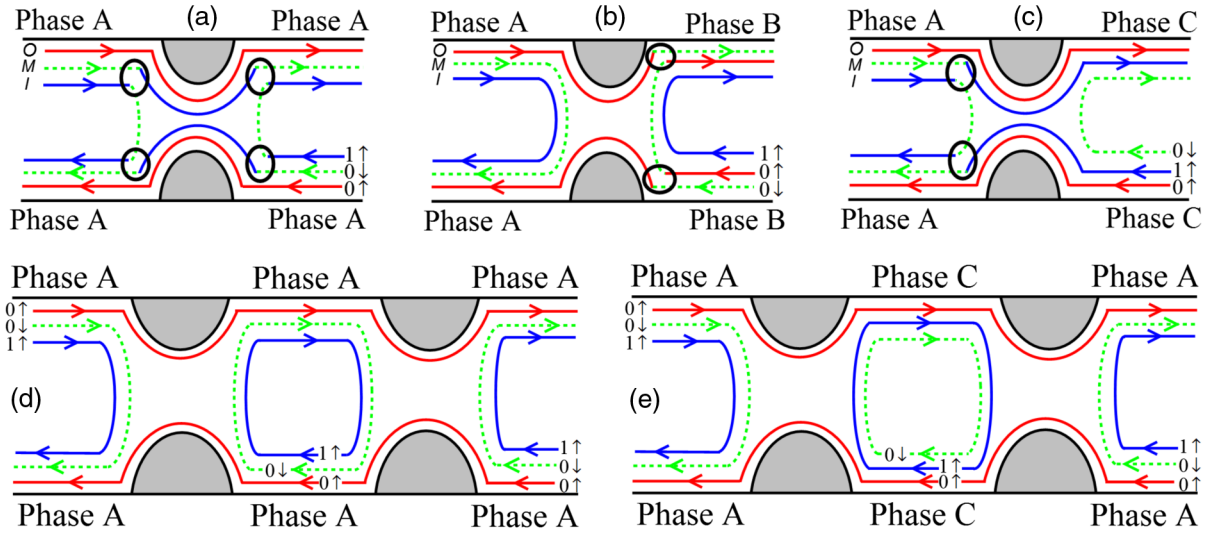 Phase A (a) Phase A
O
M
I
1↑
0↓
0↑
Phase A Phase A
Phase A (b) Phase B
O
M
I
1↑
0↑
0↓
Phase A Phase B
Phase A (c) Phase C
O
M
I
0↓
1↑
0↑
Phase A Phase C
Phase A Phase A Phase A
0↑
0↓
1↑
(d)
1↑
0↓
0↑
1↑
0↓
0↑
Phase A Phase A Phase A
Phase A Phase C Phase A
0↑
0↓
1↑
(e)
0↓
1↑
0↑
1↑
0↓
0↑
Phase A Phase C Phase A